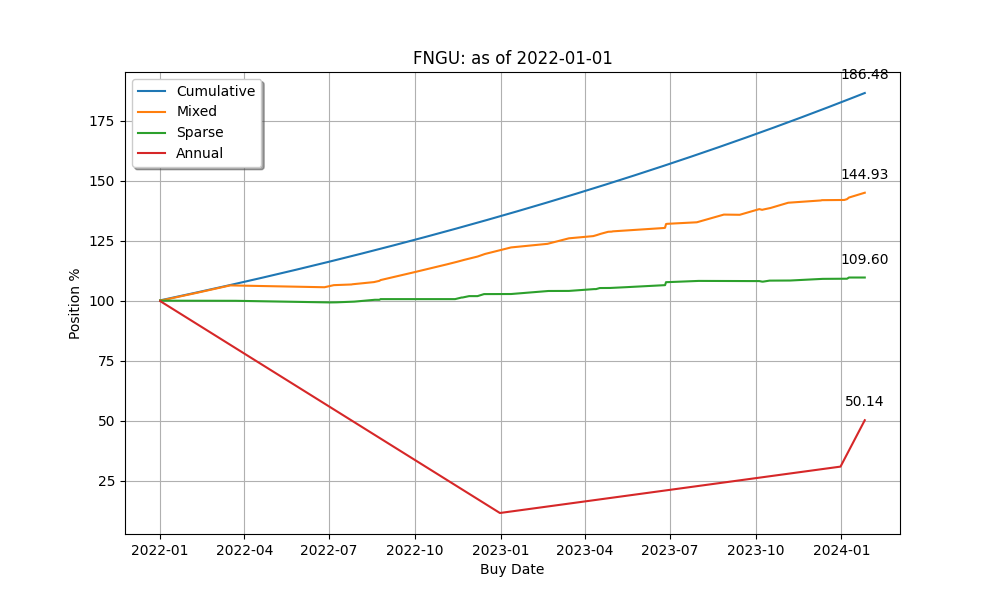 FNGU: as of 2022-01-01
Cumulative
Mixed
Sparse
Annual
186.48
144.93
109.60
50.14
175
150
125
100
75
50
25
Position %
2022-01
2022-04
2022-07
2022-10
2023-01
2023-04
2023-07
2023-10
2024-01
Buy Date